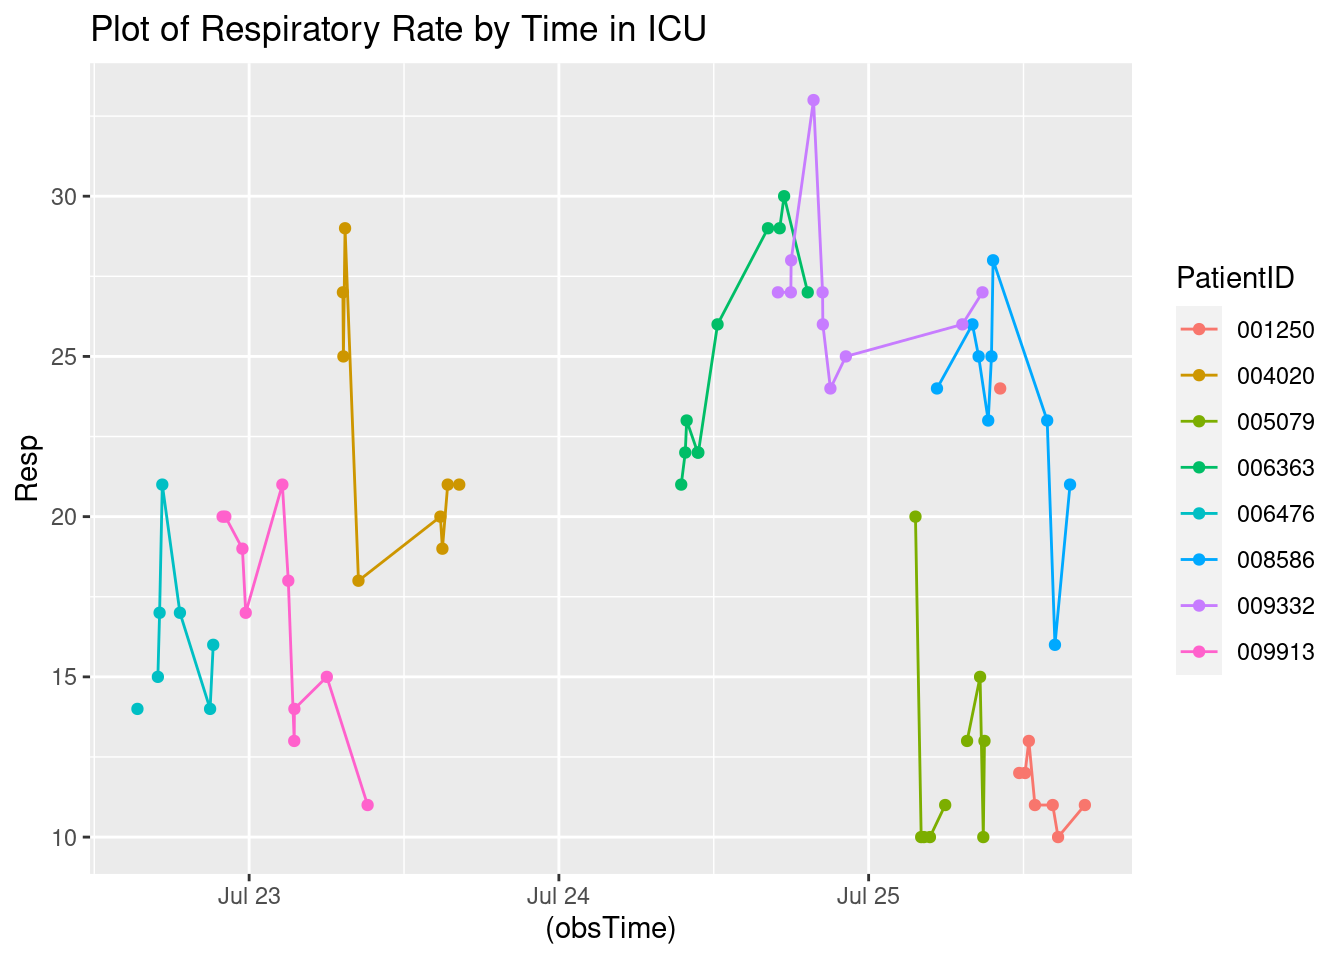 Plot of Respiratory Rate by Time in ICU
Resp
30
25
20
15
10
Jul 23
Jul 24
Jul 25
(obsTime)
PatientID
001250
004020
005079
006363
006476
008586
009332
009913